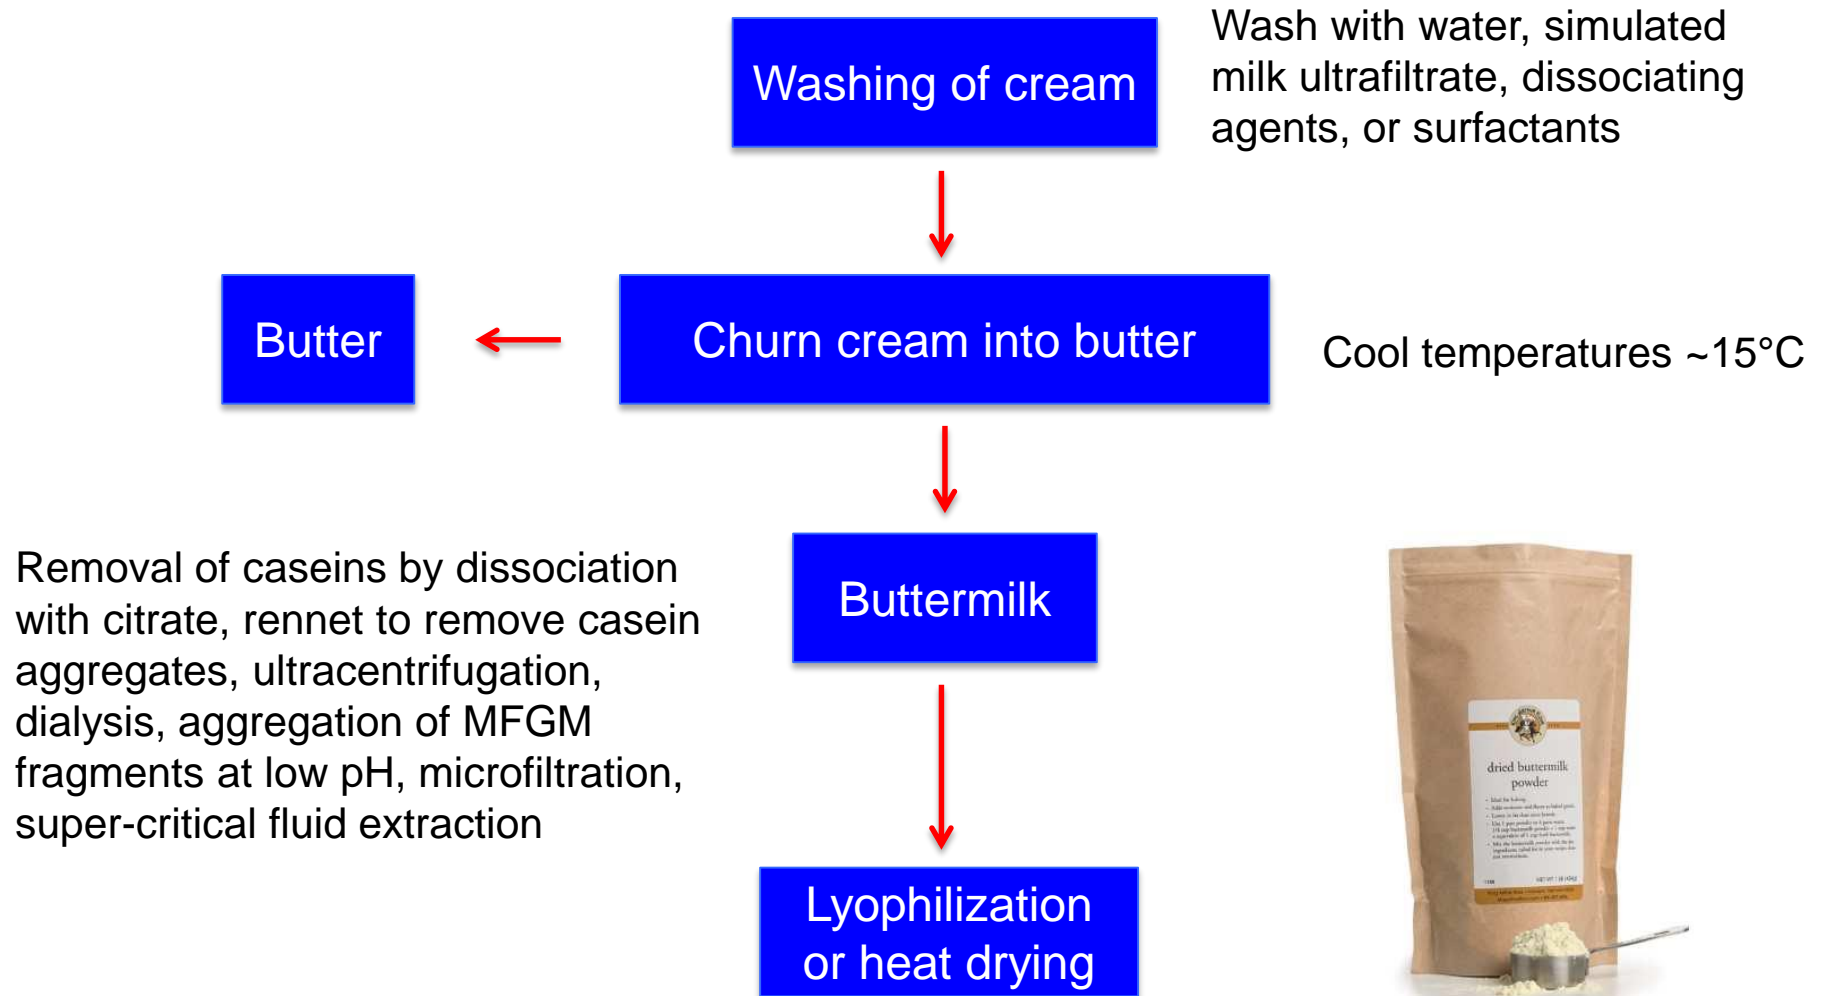 Washing of cream
Wash with water, simulated
milk ultrafiltrate, dissociating
agents, or surfactants
Butter
Churn cream into butter
Cool temperatures ~15°C
Removal of caseins by dissociation
with citrate, rennet to remove casein
aggregates, ultracentrifugation,
dialysis, aggregation of MFGM
fragments at low pH, microfiltration,
super-critical fluid extraction
Buttermilk
dried buttermilk
powder
Lyophilization
or heat drying